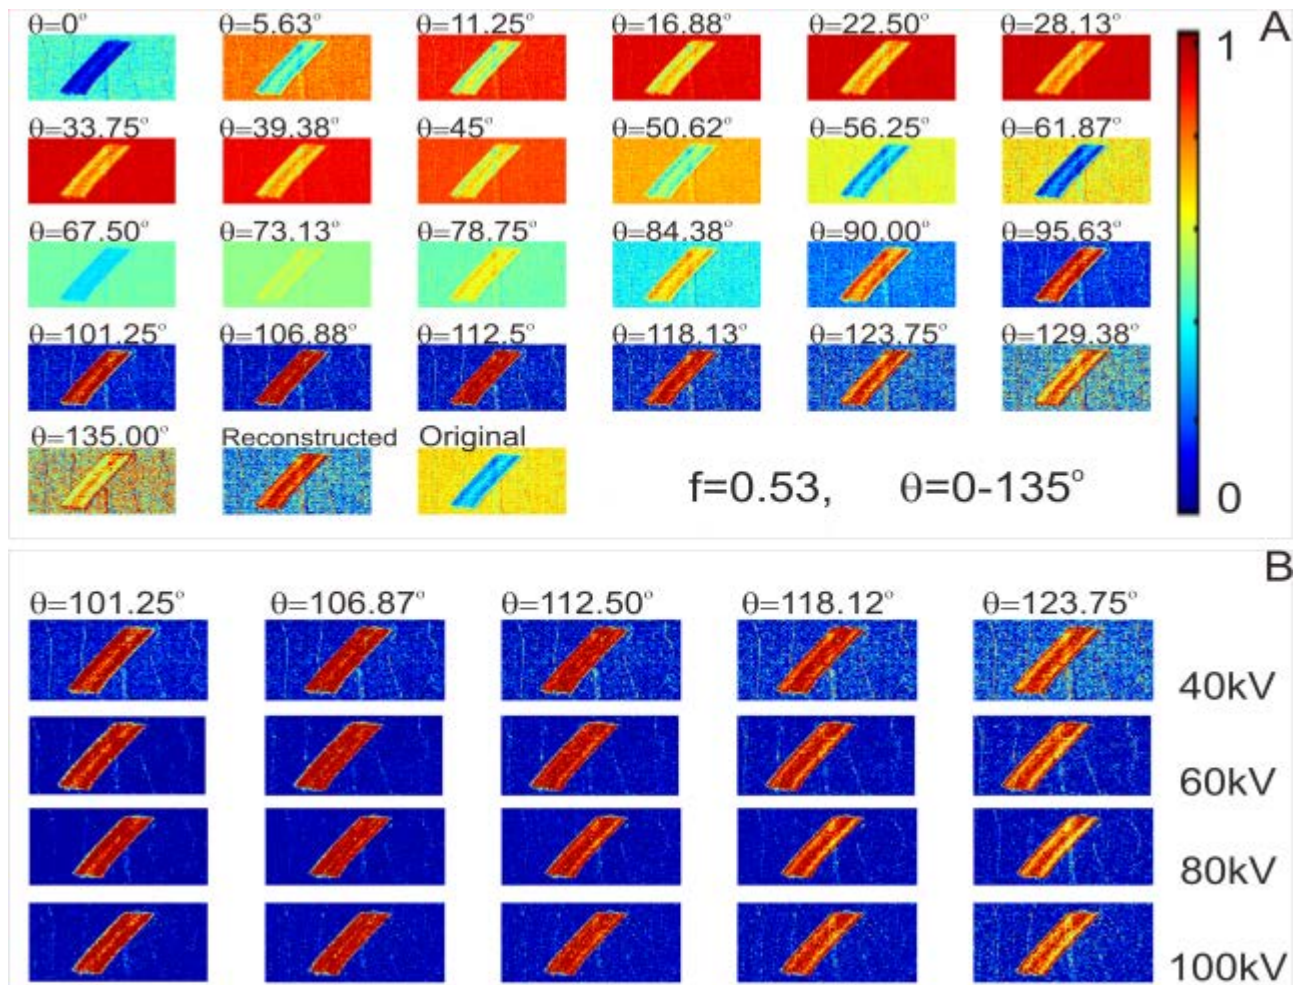 θ=0° θ=5.63° θ=11.25° θ=16.88° θ=22.50° θ=28.13° 1 A
θ=33.75° θ=39.38° θ=45° θ=50.62° θ=56.25° θ=61.87°
θ=67.50° θ=73.13° θ=78.75° θ=84.38° θ=90.00° θ=95.63°
θ=101.25° θ=106.88° θ=112.5° θ=118.13° θ=123.75° θ=129.38°
θ=135.00° Reconstructed Original
f=0.53, θ=0-135° 0
B
θ=101.25° θ=106.87° θ=112.50° θ=118.12° θ=123.75°
40kV
60kV
80kV
100kV